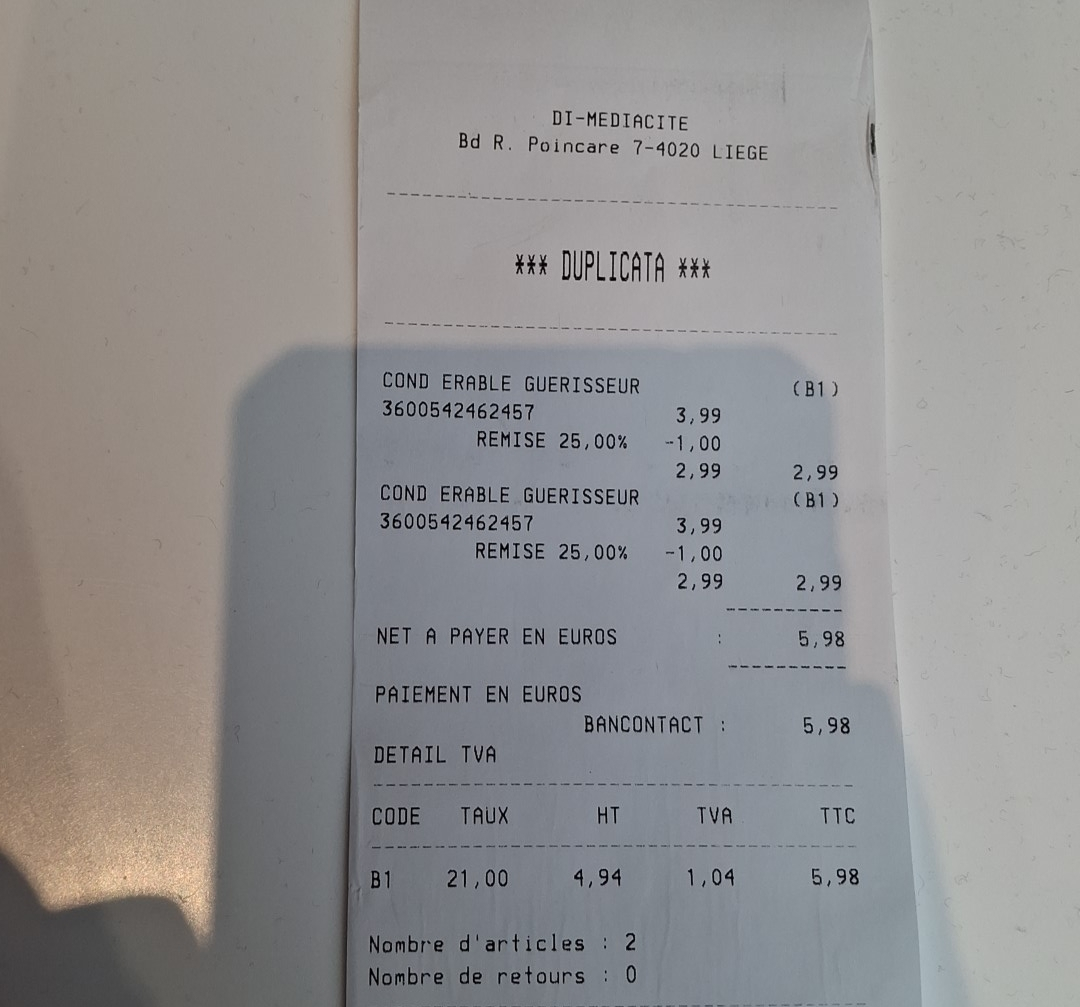 DI-MEDIACITE
Bd R. Poincare 7-4020 LIEGE
*** DUPLICATA ***
COND ERABLE GUERISSEUR (B1)
3600542462457 3,99
REMISE 25,00% -1,00
2,99 2,99
COND ERABLE GUERISSEUR (B1)
3600542462457 3,99
REMISE 25,00% -1,00
2,99 2,99
NET A PAYER EN EUROS : 5,98
PAIEMENT EN EUROS
BANCONTACT : 5,98
DETAIL TVA
CODE TAUX HT TVA TTC
B1 21,00 4,94 1,04 5,98
Nombre d'articles : 2
Nombre de retours : 0